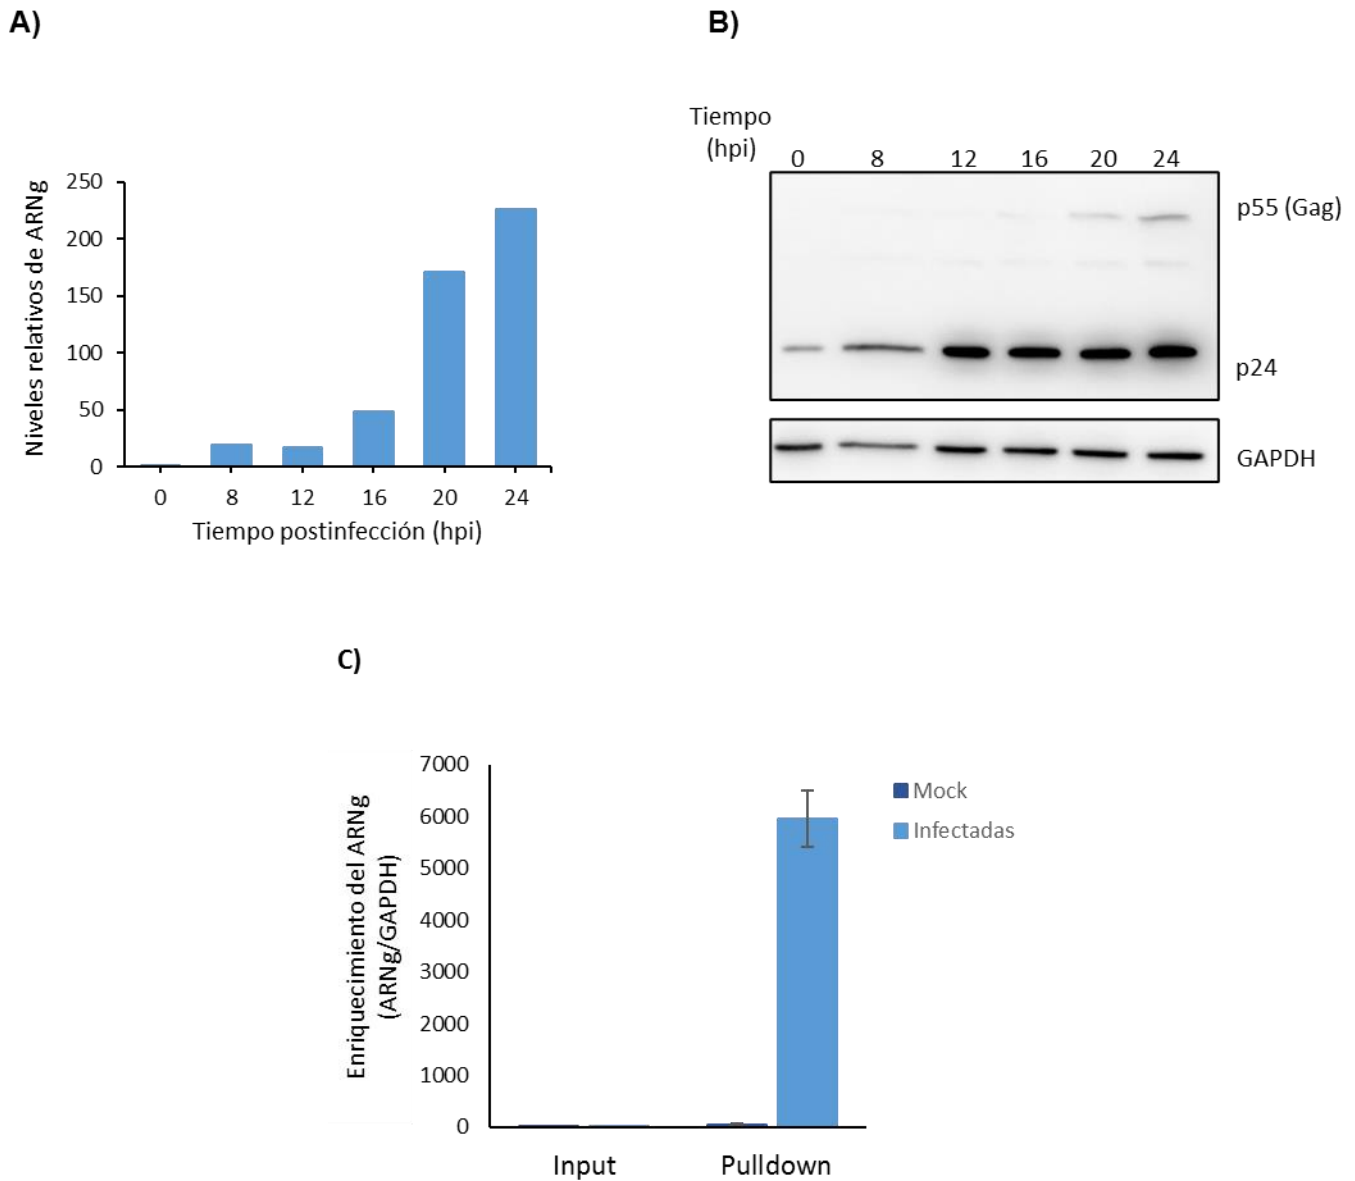 A)
Niveles relativos de ARNg
250
200
150
100
50
0
0 8 12 16 20 24
Tiempo postinfección (hpi)
B)
Tiempo
(hpi)
0 8 12 16 20 24
p55 (Gag)
p24
GAPDH
C)
Enriquecimiento del ARNg
(ARNg/GAPDH)
7000
6000
5000
4000
3000
2000
1000
0
Input Pulldown
Mock
Infectadas